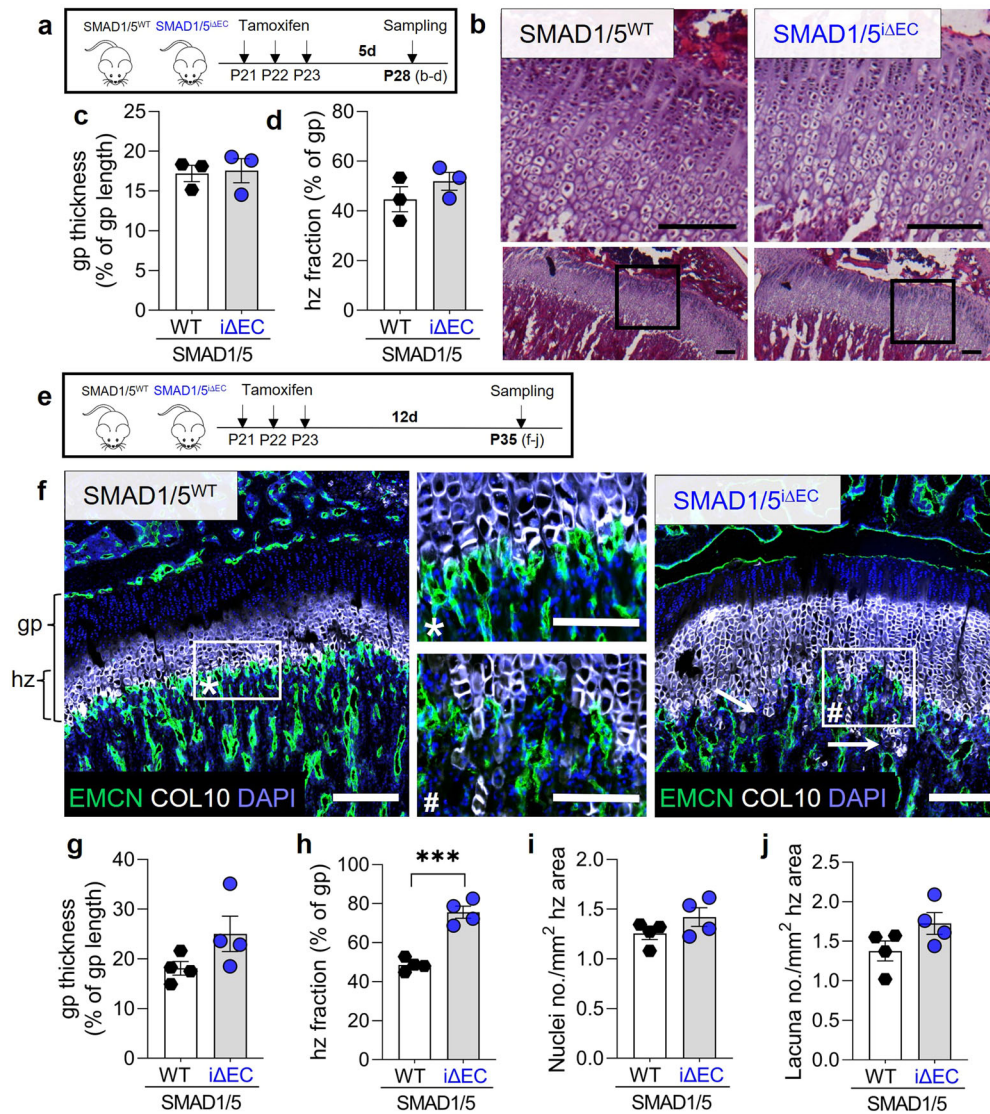 a
SMAD1/5WT SMAD1/5iΔEC Tamoxifen Sampling
5d
P21 P22 P23 P28 (b-d)
b
SMAD1/5WT
SMAD1/5iΔEC
c
gp thickness
(% of gp length)
25
20
15
10
5
0
WT iΔEC
SMAD1/5
d
hz fraction (% of gp)
80
60
40
20
0
WT iΔEC
SMAD1/5
e
SMAD1/5WT SMAD1/5iΔEC Tamoxifen Sampling
12d
P21 P22 P23 P35 (f-j)
f
SMAD1/5WT
SMAD1/5iΔEC
gp
hz
*
*
#
#
EMCN COL10 DAPI
EMCN COL10 DAPI
g
gp thickness
(% of gp length)
40
30
20
10
0
WT iΔEC
SMAD1/5
h
hz fraction (% of gp)
100
80
60
40
20
0
***
WT iΔEC
SMAD1/5
i
Nuclei no./mm2 hz area
2.0
1.5
1.0
0.5
0.0
WT iΔEC
SMAD1/5
j
Lacuna no./mm2 hz area
2.5
2.0
1.5
1.0
0.5
0.0
WT iΔEC
SMAD1/5